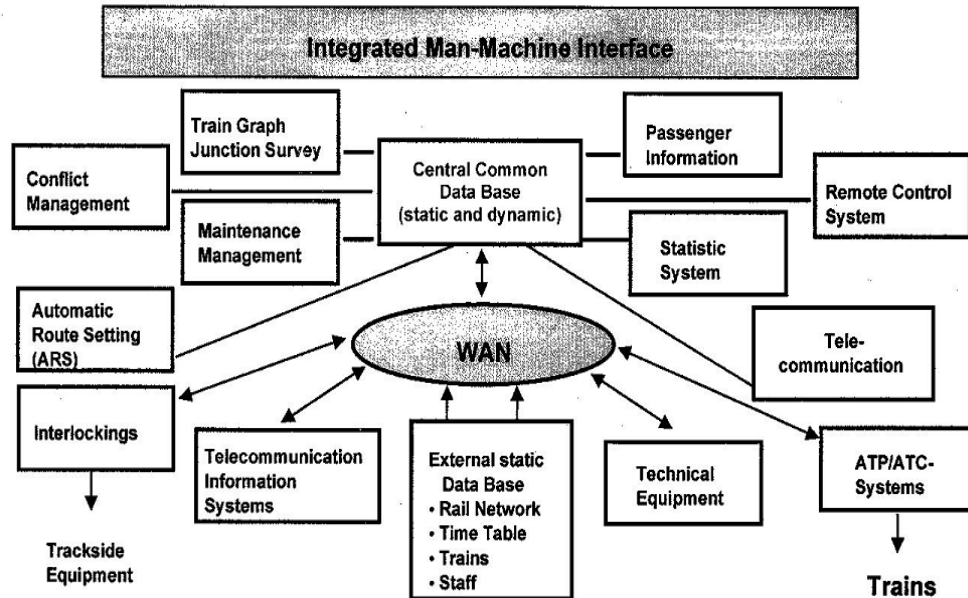 Integrated Man-Machine Interface
Train Graph
Junction Survey
Passenger
Information
Conflict
Management
Central Common
Data Base
(static and dynamic)
Remote Control
System
Maintenance
Management
Statistic
System
Automatic
Route Setting
(ARS)
WAN
Tele-
communication
Interlockings
Telecommunication
Information
Systems
External static
Data Base
• Rail Network
• Time Table
• Trains
• Staff
Technical
Equipment
ATP/ATC-
Systems
Trackside
Equipment
Trains